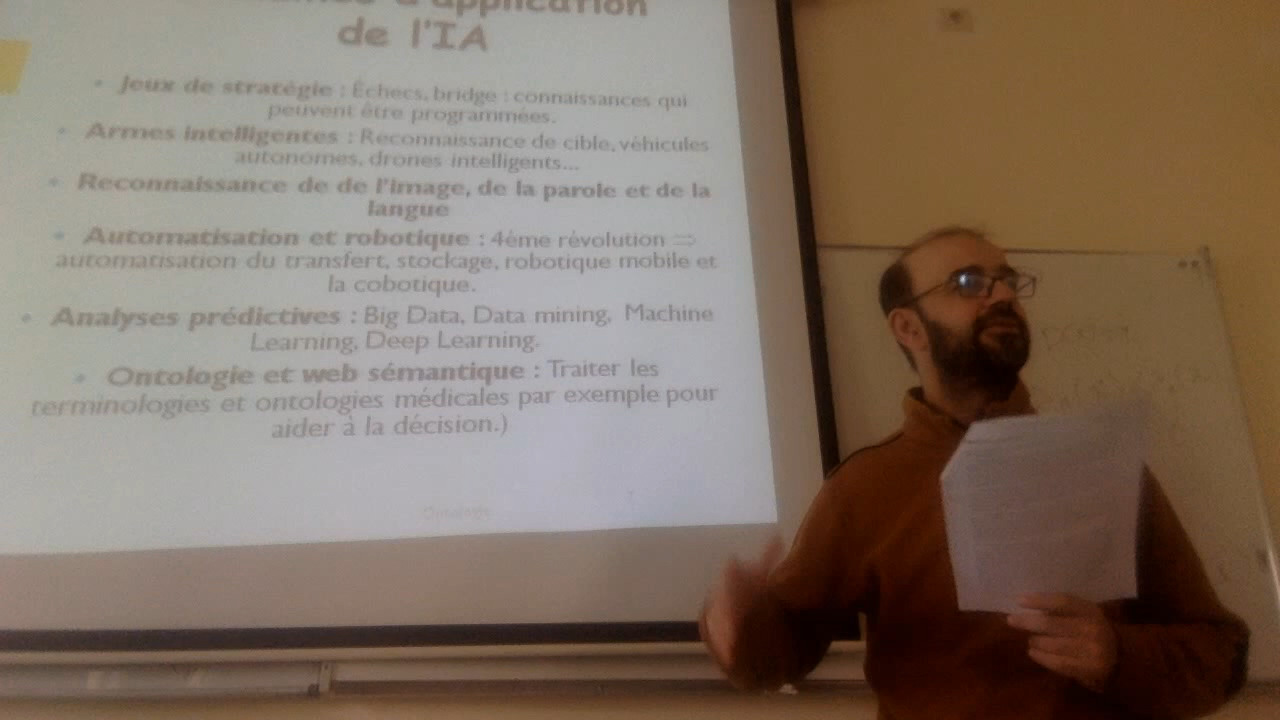 d'application
de l'IA
• Jeux de stratégie : Échecs, bridge : connaissances qui
peuvent être programmées.
• Armes intelligentes : Reconnaissance de cible, véhicules
autonomes, drones intelligents...
• Reconnaissance de de l'image, de la parole et de la
langue
• Automatisation et robotique : 4éme révolution ⇒
automatisation du transfert, stockage, robotique mobile et
la cobotique.
• Analyses prédictives : Big Data, Data mining, Machine
Learning, Deep Learning.
• Ontologie et web sémantique : Traiter les
terminologies et ontologies médicales par exemple pour
aider à la décision.)
Ontologie